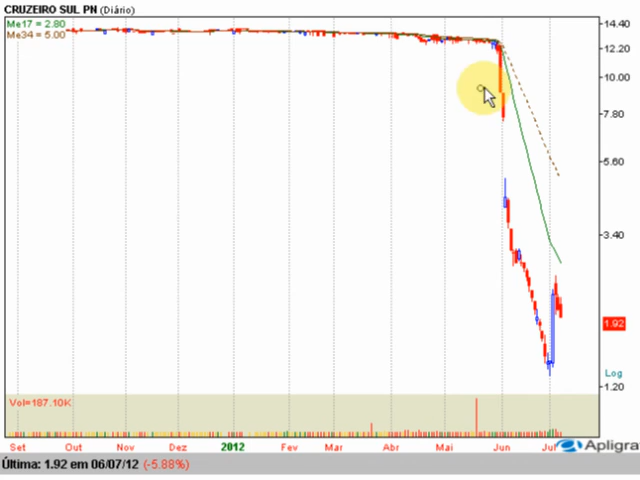 CRUZEIRO SUL PN (Diário)
Me17 = 2.80
Me34 = 5.00
14.40
12.20
10.00
7.80
5.60
3.40
1.92
Log
1.20
Vol=187.10K
Set Out Nov Dez 2012 Fev Mar Abr Mai Jun Jul
Apligra
Última: 1.92 em 06/07/12 (-5.88%)